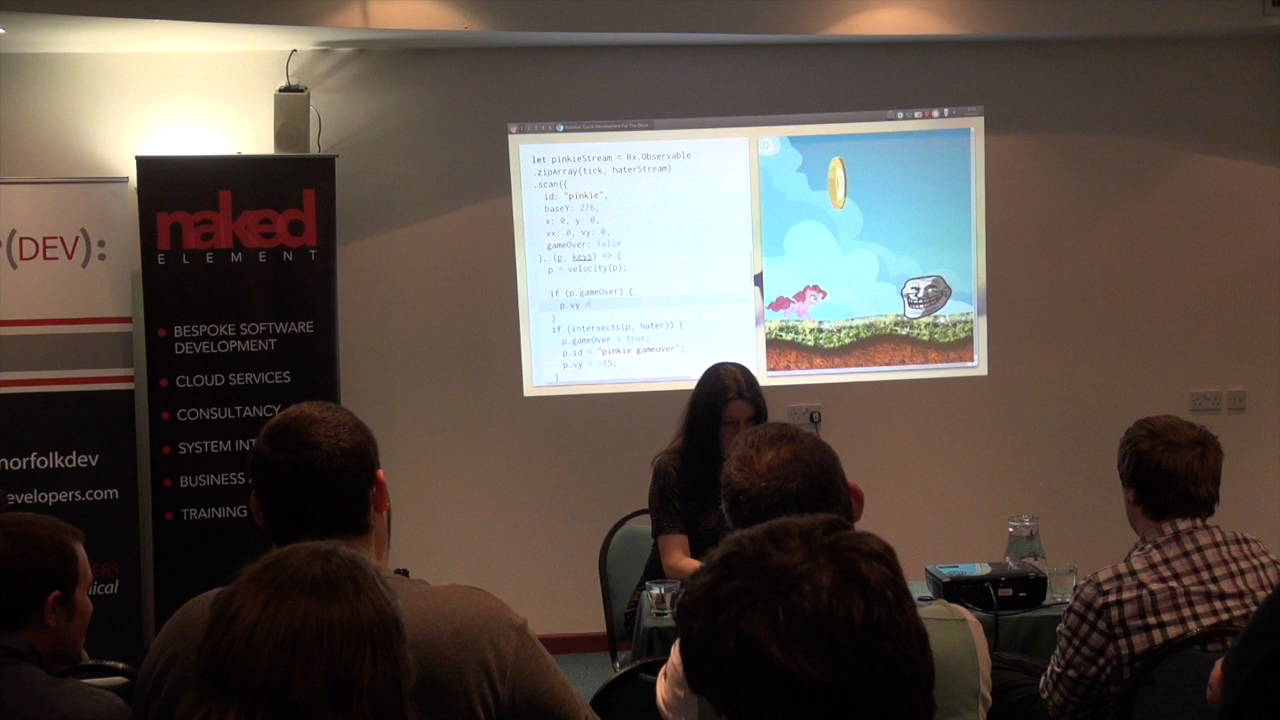 (DEV):
norfolkdev
evelopers.com
naked
ELEMENT
BESPOKE SOFTWARE
DEVELOPMENT
CLOUD SERVICES
CONSULTANCY
SYSTEM INT
BUSINESS
TRAINING
let pinkieStream = Rx.Observable
.zipArray(tick, haterStream)
.scan({
id: "pinkie",
baseY: 276,
x: 0, y: 0,
vx: 0, vy: 0,
gameOver: false
}, (p, keys) => {
p = velocity(p);
if (p.gameOver) {
p.vy =
}
if (intersects(p, hater)) {
p.gameOver = true;
p.id = "pinkie gameover";
p.vy = -15;
}